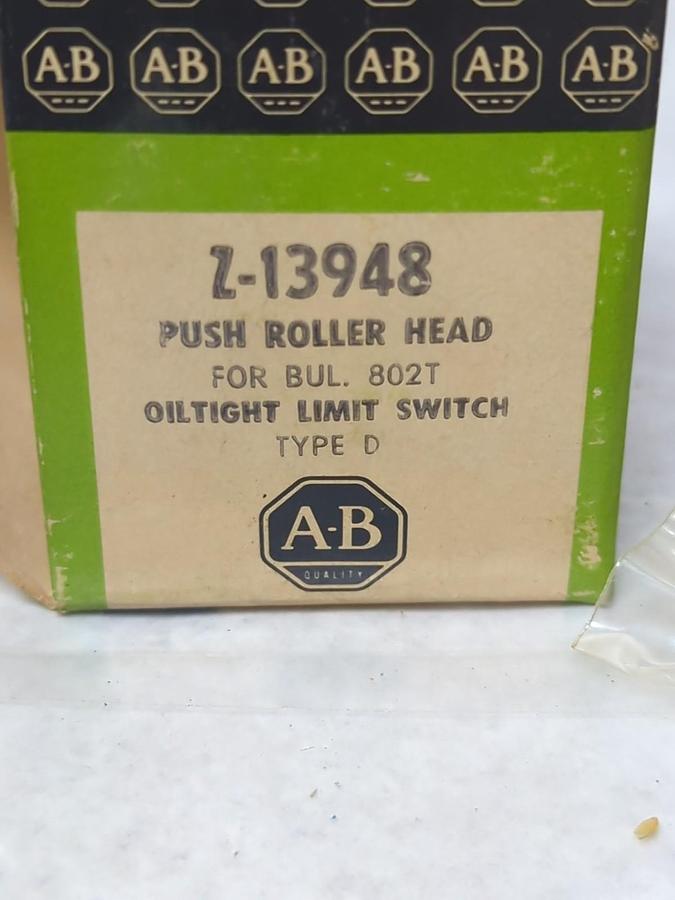 A-B A-B A-B A-B A-B A-B
Z-13948
PUSH ROLLER HEAD
FOR BUL. 802T
OILTIGHT LIMIT SWITCH
TYPE D
A-B
QUALITY